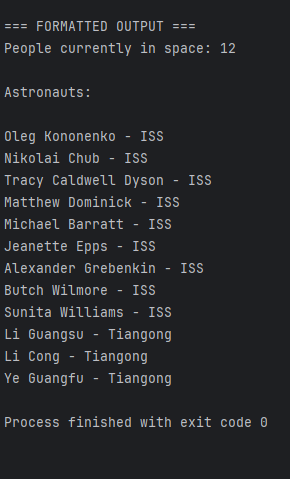 === FORMATTED OUTPUT ===
People currently in space: 12
Astronauts:
Oleg Kononenko - ISS
Nikolai Chub - ISS
Tracy Caldwell Dyson - ISS
Matthew Dominick - ISS
Michael Barratt - ISS
Jeanette Epps - ISS
Alexander Grebenkin - ISS
Butch Wilmore - ISS
Sunita Williams - ISS
Li Guangsu - Tiangong
Li Cong - Tiangong
Ye Guangfu - Tiangong
Process finished with exit code 0